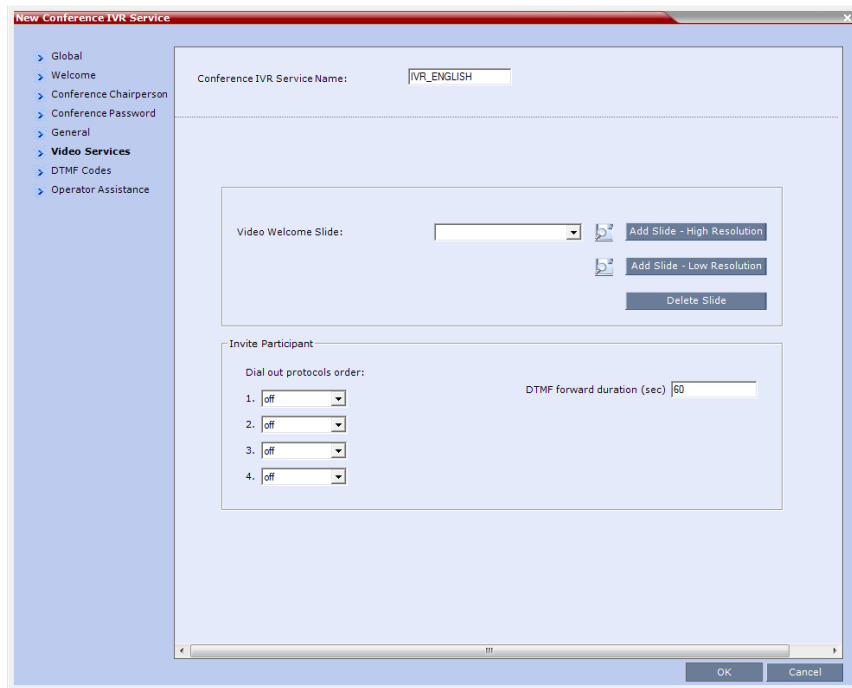 New Conference IVR Service
Global
Welcome
Conference Chairperson
Conference Password
General
Video Services
DTMF Codes
Operator Assistance
Conference IVR Service Name: IVR_ENGLISH
Video Welcome Slide: Add Slide - High Resolution
Add Slide - Low Resolution
Delete Slide
Invite Participant
Dial out protocols order:
DTMF forward duration (sec) 60
1. off
2. off
3. off
4. off
OK Cancel